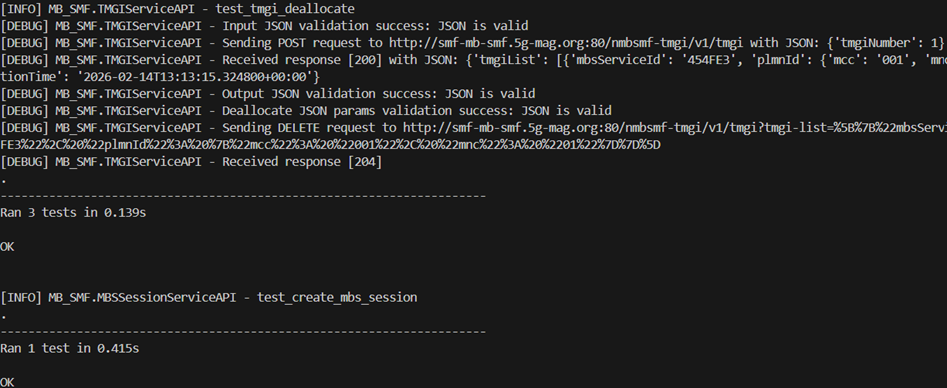 [INFO] MB_SMF.TMGIServiceAPI - test_tmgi_deallocate
[DEBUG] MB_SMF.TMGIServiceAPI - Input JSON validation success: JSON is valid
[DEBUG] MB_SMF.TMGIServiceAPI - Sending POST request to http://smf-mb-smf.5g-mag.org:80/nmbsmf-tmgi/v1/tmgi with JSON: {'tmgiNumber': 1}
[DEBUG] MB_SMF.TMGIServiceAPI - Received response [200] with JSON: {'tmgiList': [{'mbsServiceId': '454FE3', 'plmnId': {'mcc': '001', 'mnc
tionTime': '2026-02-14T13:13:15.324800+00:00'}
[DEBUG] MB_SMF.TMGIServiceAPI - Output JSON validation success: JSON is valid
[DEBUG] MB_SMF.TMGIServiceAPI - Deallocate JSON params validation success: JSON is valid
[DEBUG] MB_SMF.TMGIServiceAPI - Sending DELETE request to http://smf-mb-smf.5g-mag.org:80/nmbsmf-tmgi/v1/tmgi?tmgi-list=%5B%7B%22mbsServi
FE3%22%2C%20%22plmnId%22%3A%20%7B%22mcc%22%3A%20%22001%22%2C%20%22mnc%22%3A%20%2201%22%7D%7D%5D
[DEBUG] MB_SMF.TMGIServiceAPI - Received response [204]
.
----------------------------------------------------------------------
Ran 3 tests in 0.139s
OK
[INFO] MB_SMF.MBSSessionServiceAPI - test_create_mbs_session
.
----------------------------------------------------------------------
Ran 1 test in 0.415s
OK